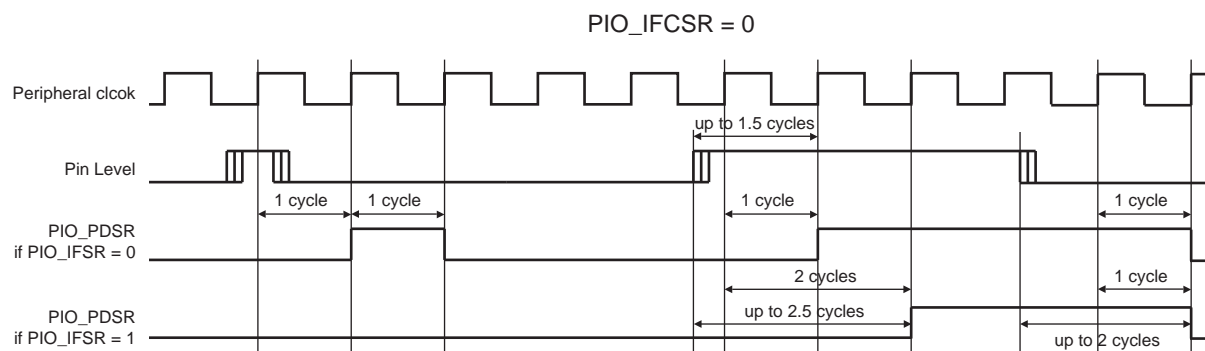 PIO_IFCSR = 0
Peripheral clcok
up to 1.5 cycles
Pin Level
1 cycle 1 cycle 1 cycle 1 cycle
PIO_PDSR
if PIO_IFSR = 0
2 cycles 1 cycle
PIO_PDSR
if PIO_IFSR = 1
up to 2.5 cycles up to 2 cycles